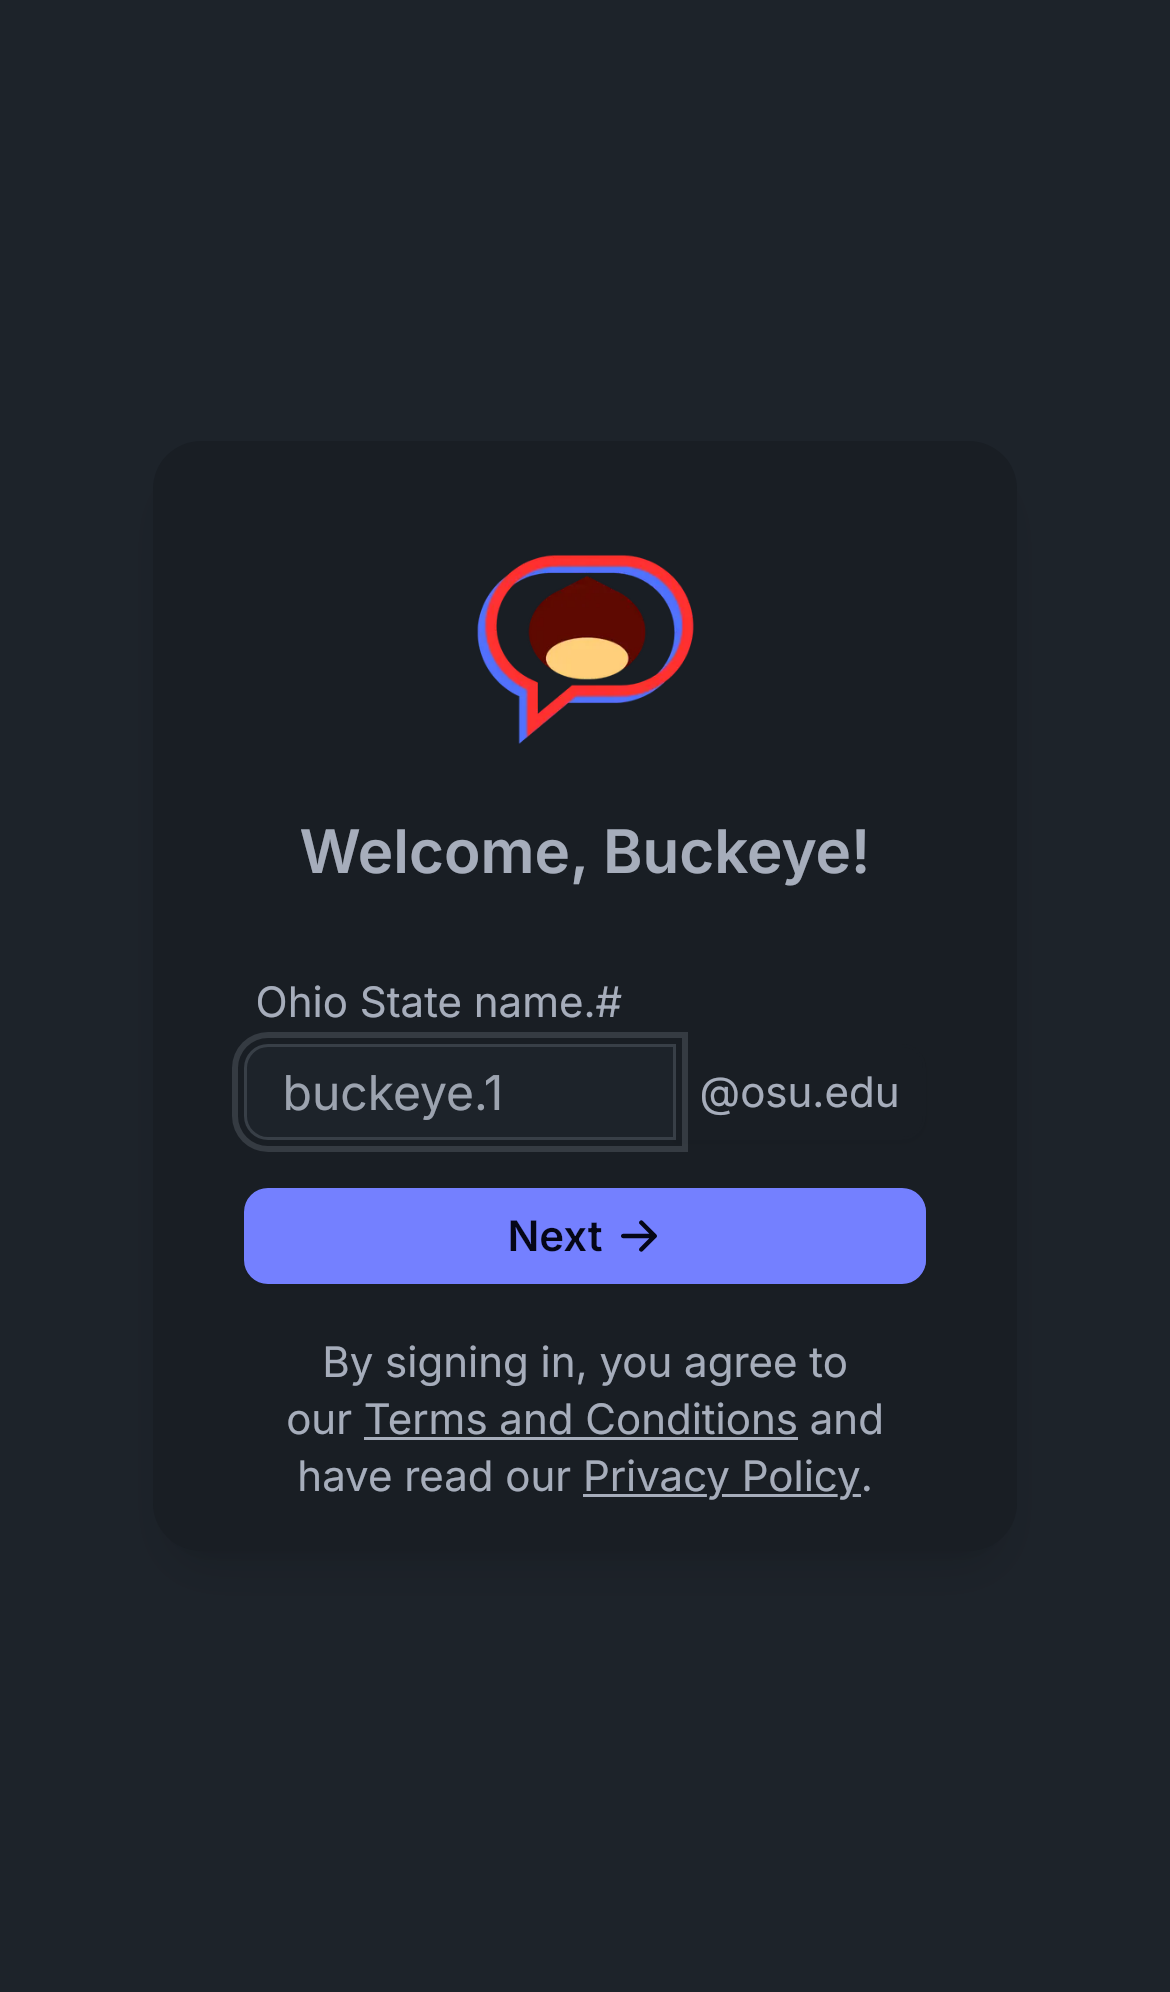 Welcome, Buckeye!
Ohio State name.#
buckeye.1 @osu.edu
Next →
By signing in, you agree to
our Terms and Conditions and
have read our Privacy Policy.